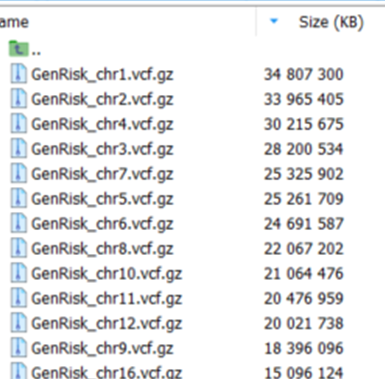 ame Size (KB)
..
GenRisk_chr1.vcf.gz 34 807 300
GenRisk_chr2.vcf.gz 33 965 405
GenRisk_chr4.vcf.gz 30 215 675
GenRisk_chr3.vcf.gz 28 200 534
GenRisk_chr7.vcf.gz 25 325 902
GenRisk_chr5.vcf.gz 25 261 709
GenRisk_chr6.vcf.gz 24 691 587
GenRisk_chr8.vcf.gz 22 067 202
GenRisk_chr10.vcf.gz 21 064 476
GenRisk_chr11.vcf.gz 20 476 959
GenRisk_chr12.vcf.gz 20 021 738
GenRisk_chr9.vcf.gz 18 396 096
GenRisk_chr16.vcf.gz 15 096 124